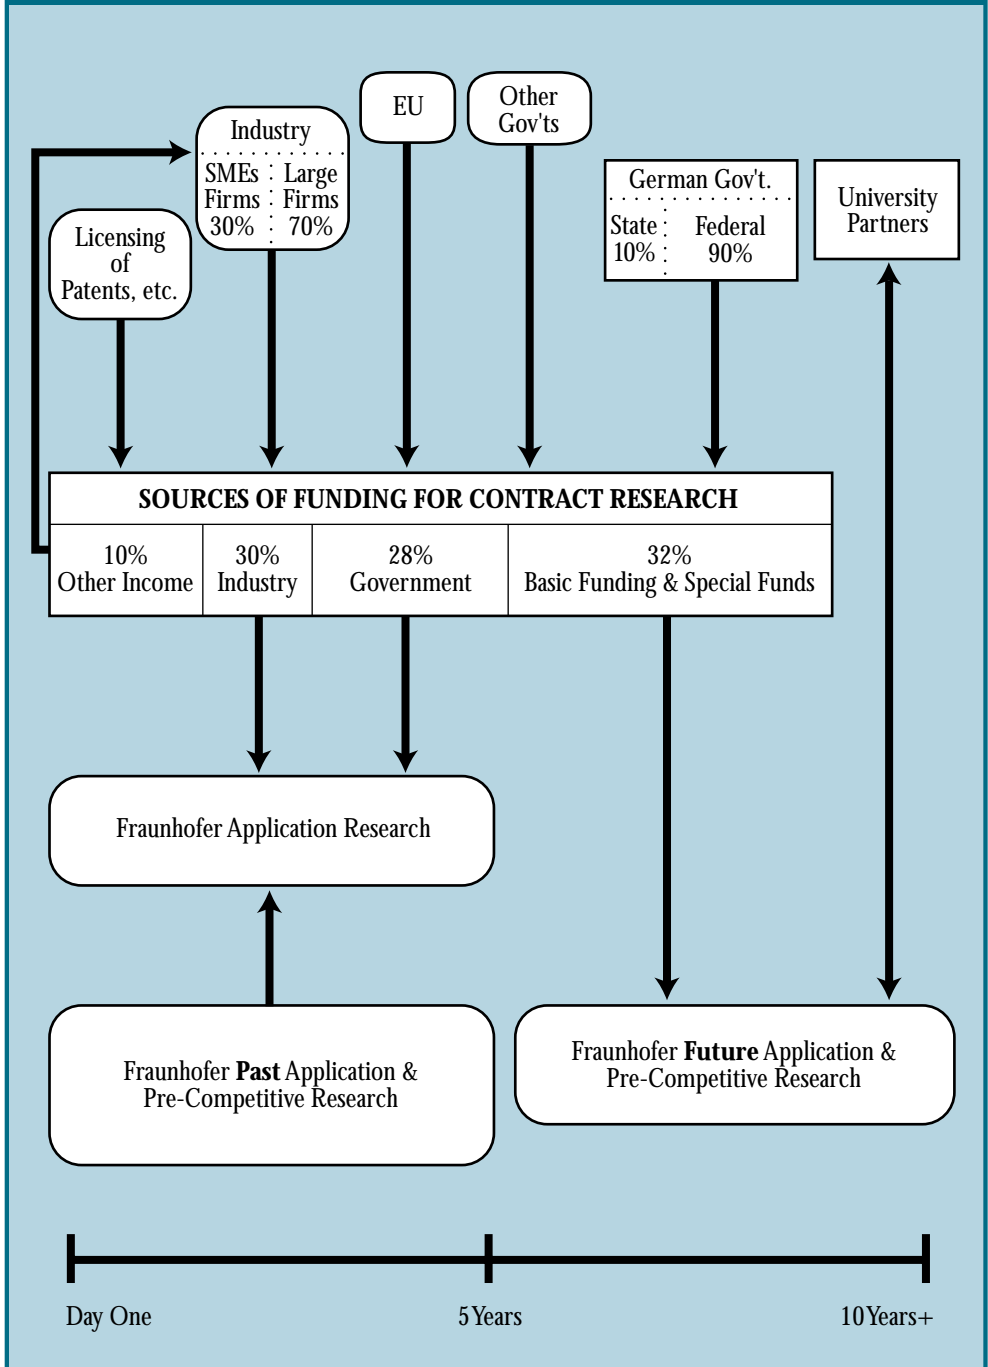 EU
Other
Gov'ts
Industry
SMEs
Firms
30%
Large
Firms
70%
German Gov't.
State
10%
Federal
90%
University
Partners
Licensing
of
Patents, etc.
SOURCES OF FUNDING FOR CONTRACT RESEARCH
10%
Other Income
30%
Industry
28%
Government
32%
Basic Funding & Special Funds
Fraunhofer Application Research
Fraunhofer Past Application &
Pre-Competitive Research
Fraunhofer Future Application &
Pre-Competitive Research
Day One
5 Years
10 Years+